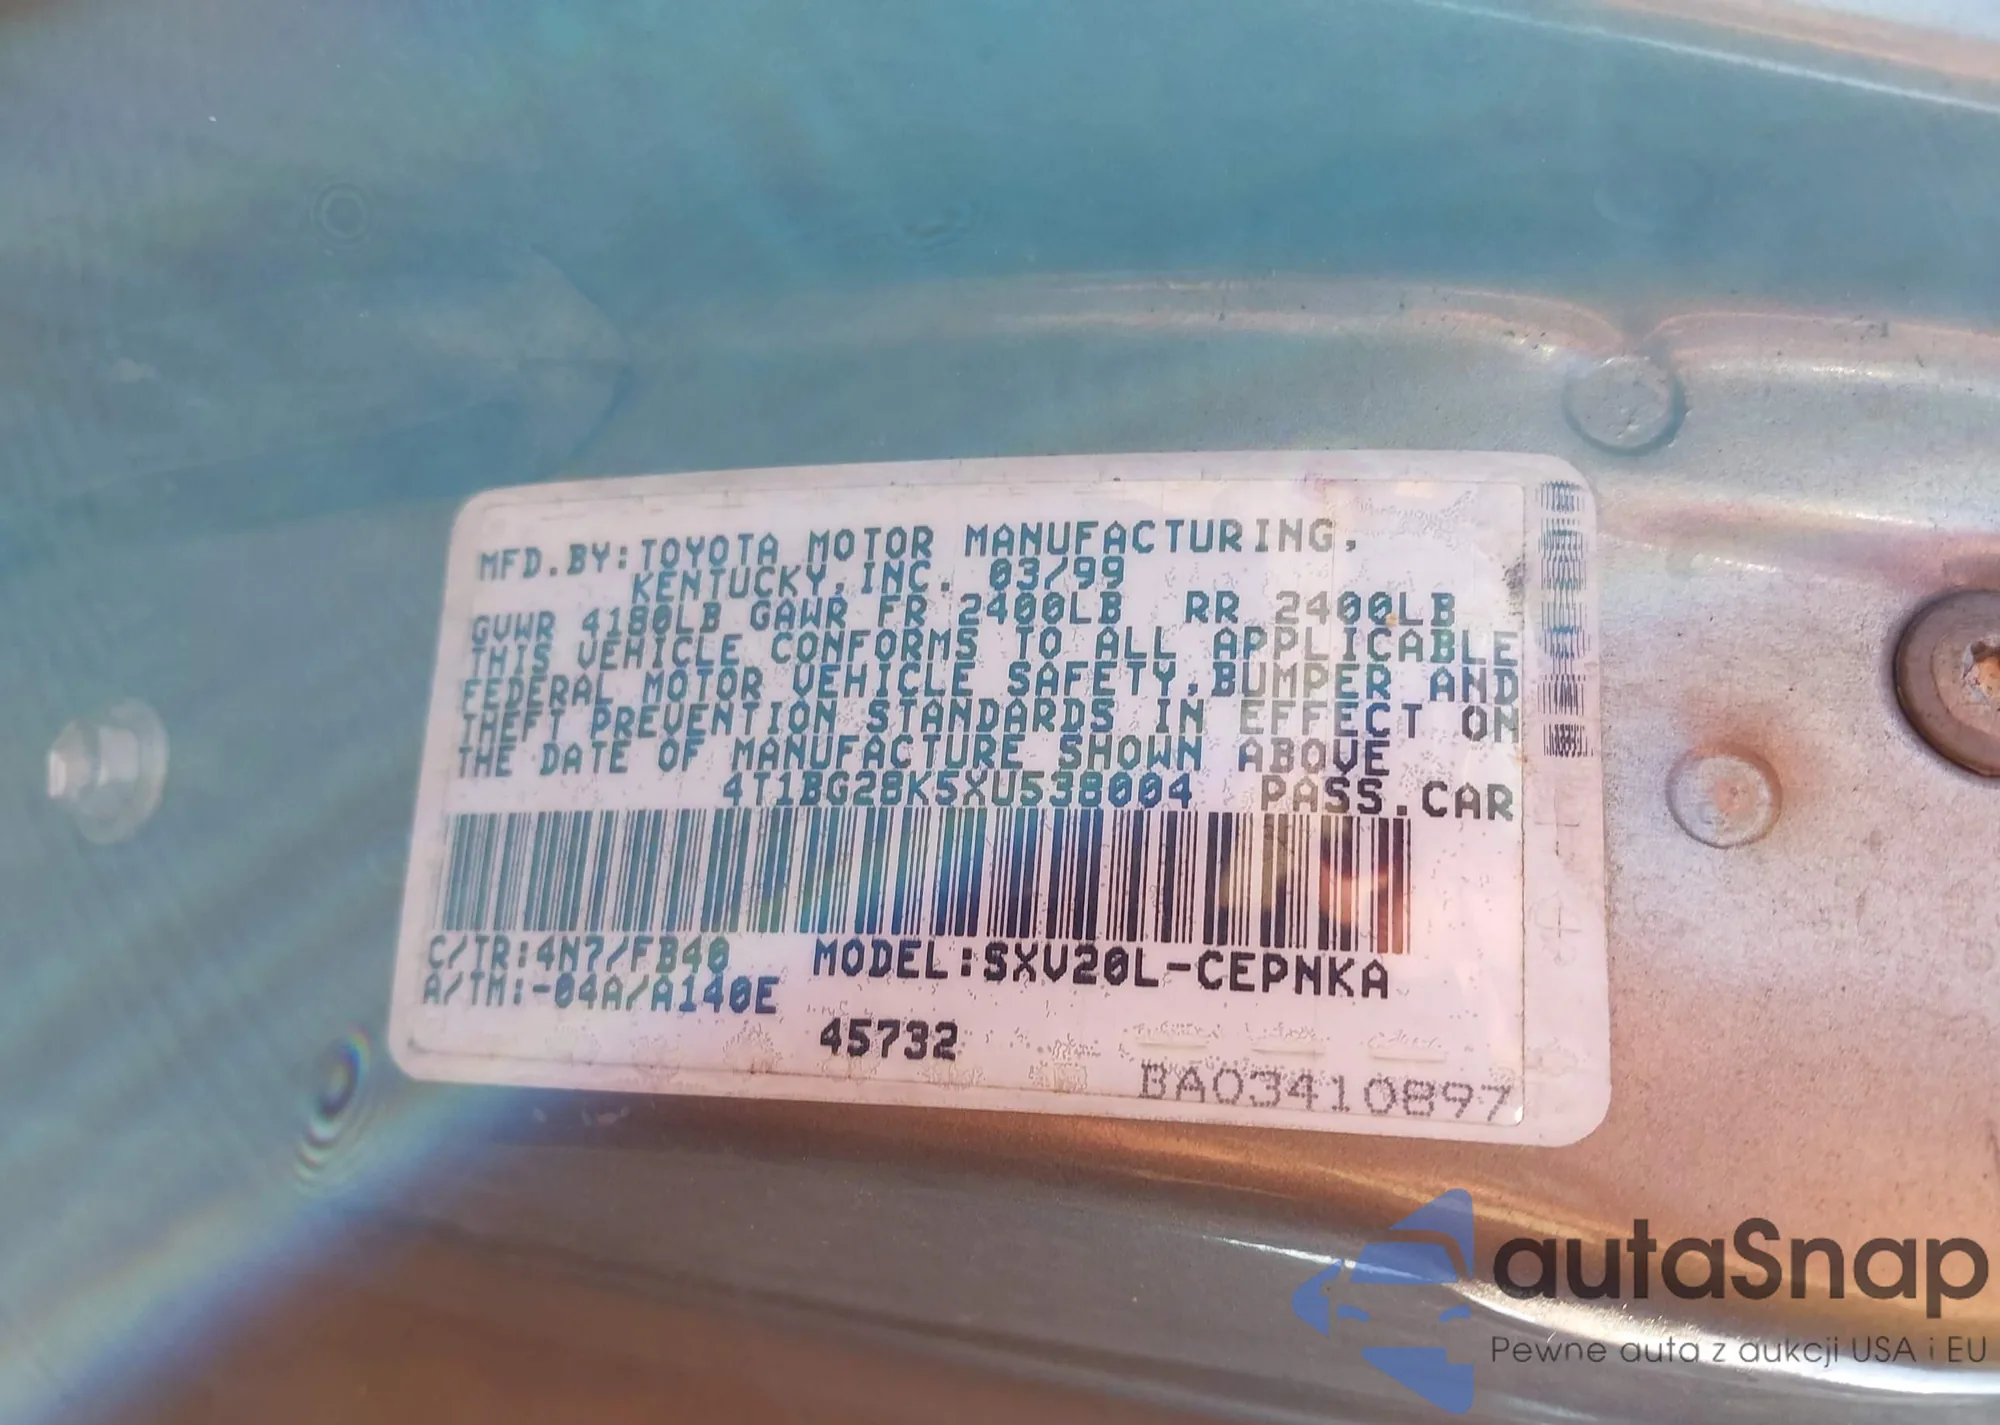 MFD.BY:TOYOTA MOTOR MANUFACTURING,
KENTUCKY,INC. 03/99
GVWR 4180LB GAWR FR 2400LB RR 2400LB
THIS VEHICLE CONFORMS TO ALL APPLICABLE
FEDERAL MOTOR VEHICLE SAFETY,BUMPER AND
THEFT PREVENTION STANDARDS IN EFFECT ON
THE DATE OF MANUFACTURE SHOWN ABOVE
4T1BG28K5XU538004 PASS.CAR
C/TR:4N7/FB40 MODEL:SXV20L-CEPNKA
A/TM:-04A/A140E
45732
BA03410897
autaSnap
Pewne auta z aukcji USA i EU